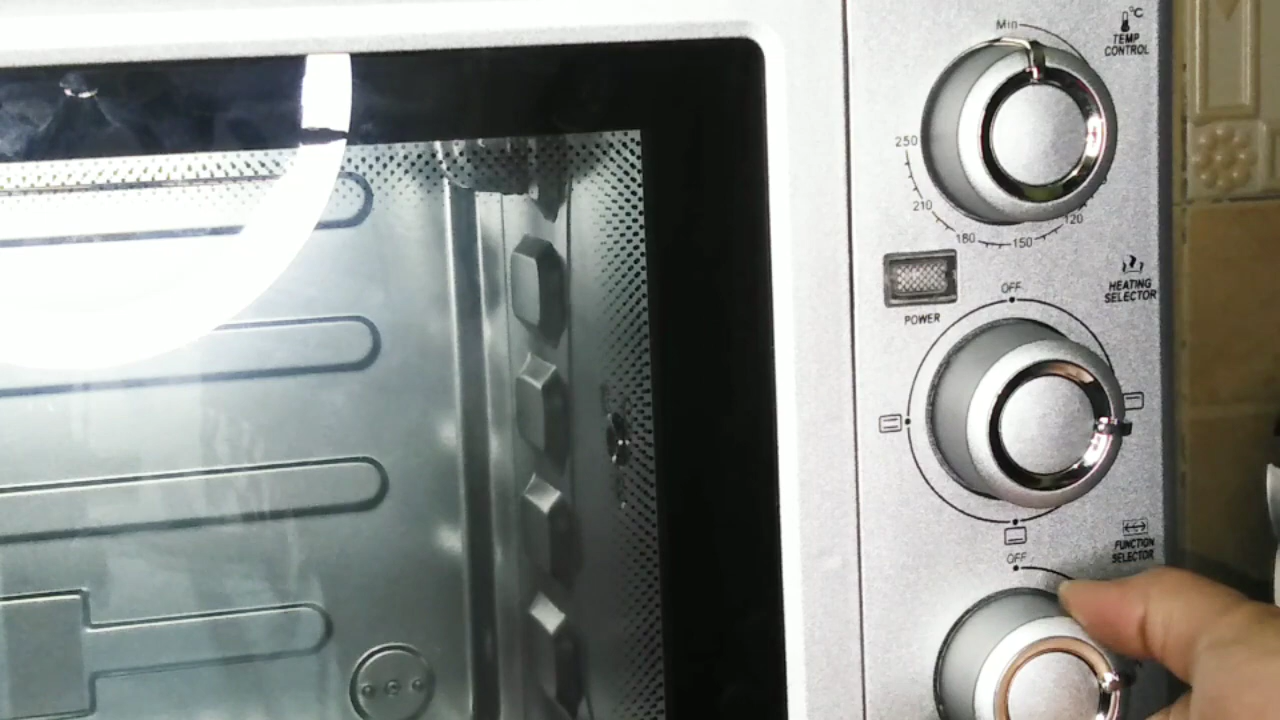 Min
°C
TEMP
CONTROL
250
210
180
150
120
POWER
HEATING
SELECTOR
OFF
FUNCTION
SELECTOR
OFF